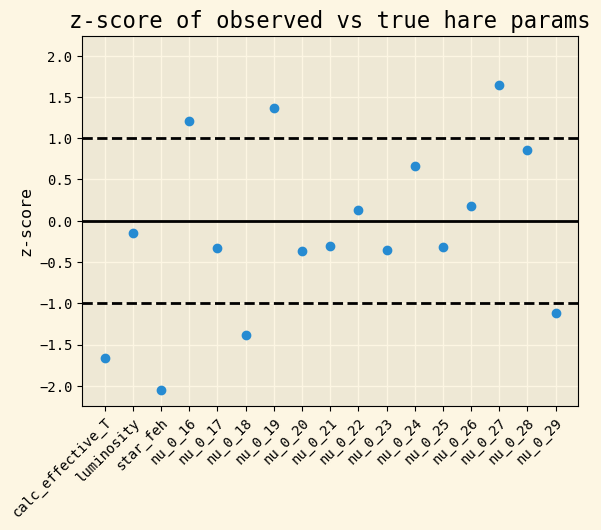 z-score of observed vs true hare params
z-score
2.0
1.5
1.0
0.5
0.0
−0.5
−1.0
−1.5
−2.0
calc_effective_T
luminosity
star_feh
nu_0_16
nu_0_17
nu_0_18
nu_0_19
nu_0_20
nu_0_21
nu_0_22
nu_0_23
nu_0_24
nu_0_25
nu_0_26
nu_0_27
nu_0_28
nu_0_29